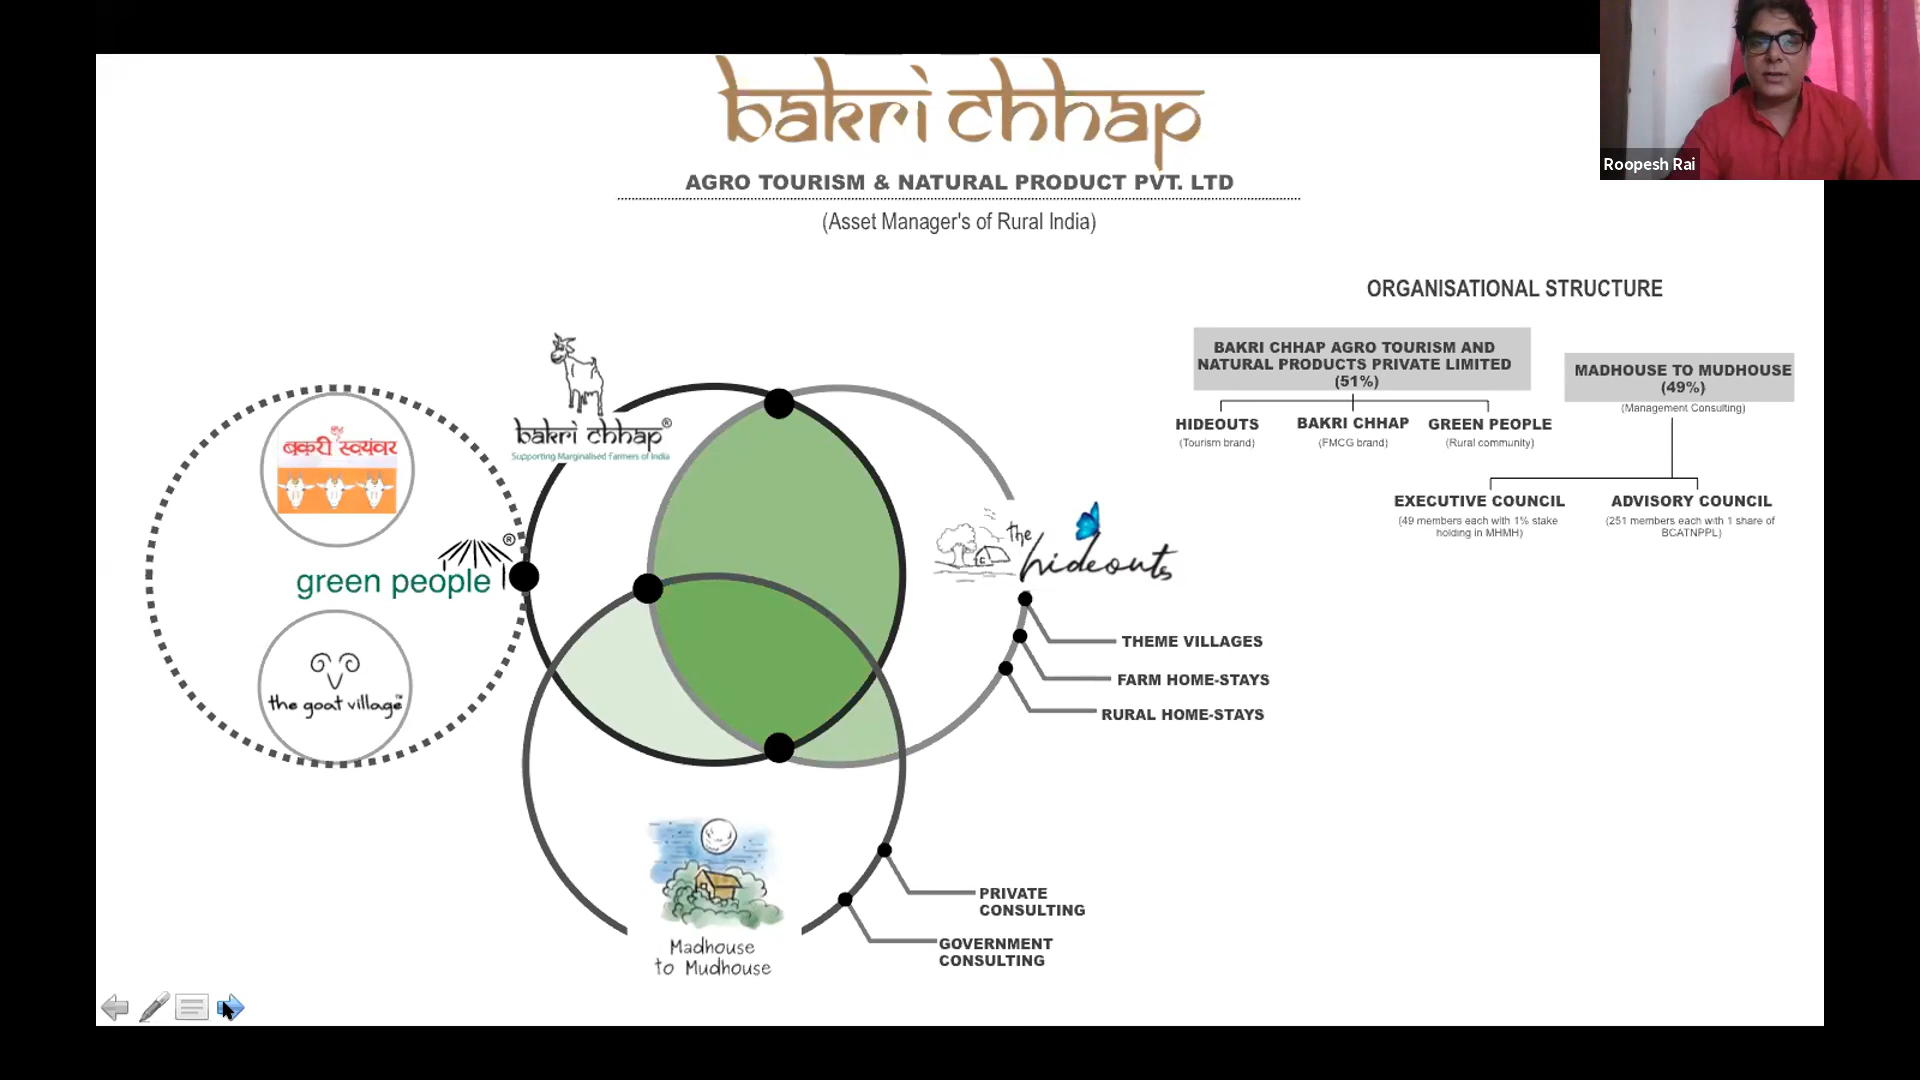 bakri chhap
AGRO TOURISM & NATURAL PRODUCT PVT. LTD
(Asset Manager's of Rural India)
Roopesh Rai
ORGANISATIONAL STRUCTURE
BAKRI CHHAP AGRO TOURISM AND
NATURAL PRODUCTS PRIVATE LIMITED
(51%)
MADHOUSE TO MUDHOUSE
(49%)
(Management Consulting)
HIDEOUTS
(Tourism brand)
BAKRI CHHAP
(FMCG brand)
GREEN PEOPLE
(Rural community)
EXECUTIVE COUNCIL
(49 members each with 1% stake
holding in MHMH)
ADVISORY COUNCIL
(251 members each with 1 share of
BCATNPPL)
bakri chhap®
Supporting Marginalised Farmers of India
बकरी स्वयंवर
green people ®
the goat village™
the hideouts
THEME VILLAGES
FARM HOME-STAYS
RURAL HOME-STAYS
Madhouse
to Mudhouse
PRIVATE
CONSULTING
GOVERNMENT
CONSULTING